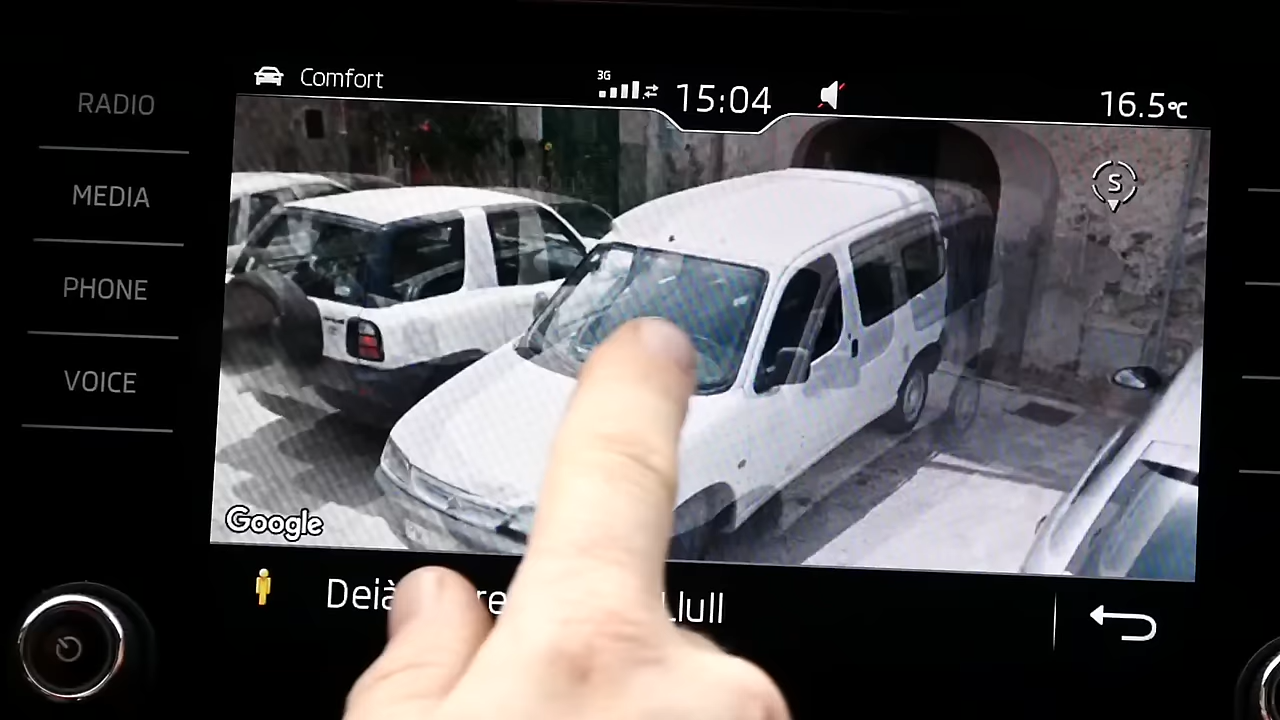 Comfort
3G
15:04
16.5°C
RADIO
MEDIA
PHONE
VOICE
S
Google
Deià
Llull